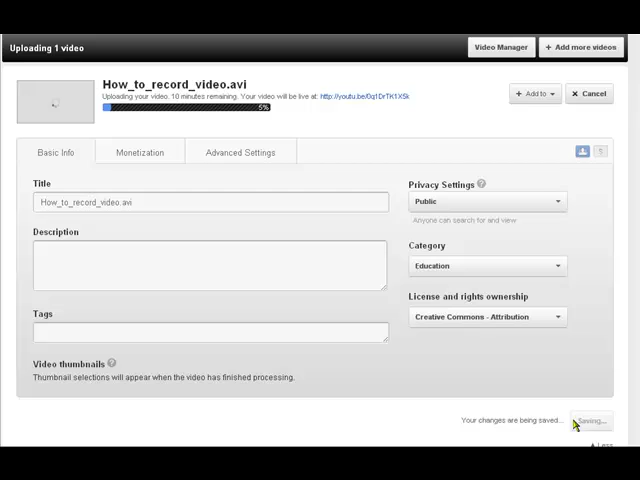 Uploading 1 video
Video Manager
+ Add more videos
How_to_record_video.avi
Uploading your video. 10 minutes remaining. Your video will be live at: http://youtu.be/0q1DrTK1X5k
5%
+ Add to
× Cancel
Basic Info
Monetization
Advanced Settings
Title
How_to_record_video.avi
Description
Tags
Video thumbnails ?
Thumbnail selections will appear when the video has finished processing.
Privacy Settings ?
Public
Anyone can search for and view
Category
Education
License and rights ownership
Creative Commons - Attribution
Your changes are being saved...
Saving...
Less